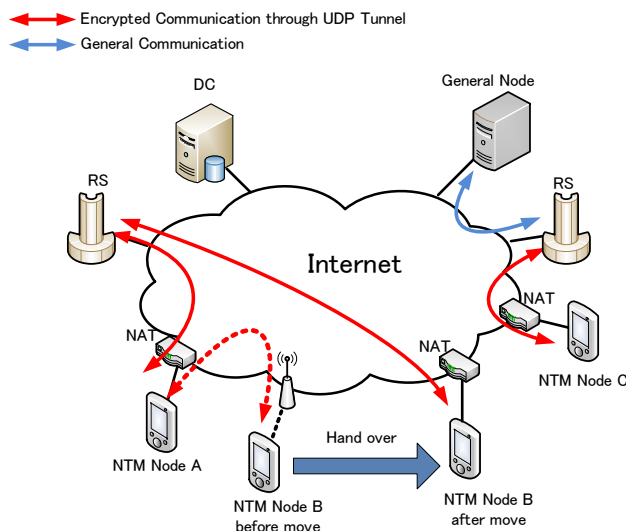 Encrypted Communication through UDP Tunnel
General Communication
DC
General Node
RS
RS
Internet
NAT
NAT
NAT
NTM Node C
NTM Node A
Hand over
NTM Node B
before move
NTM Node B
after move